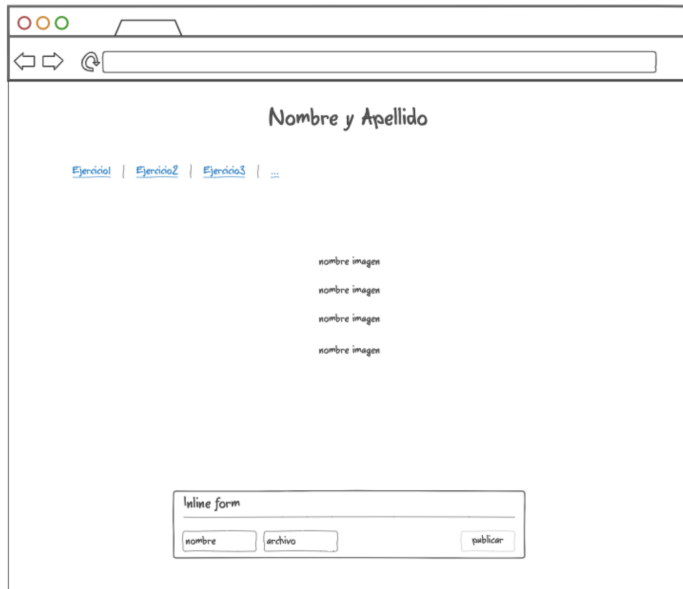 Nombre y Apellido
Ejercicio1 | Ejercicio2 | Ejercicio3 | ...
nombre imagen
nombre imagen
nombre imagen
nombre imagen
Inline form
nombre archivo publicar